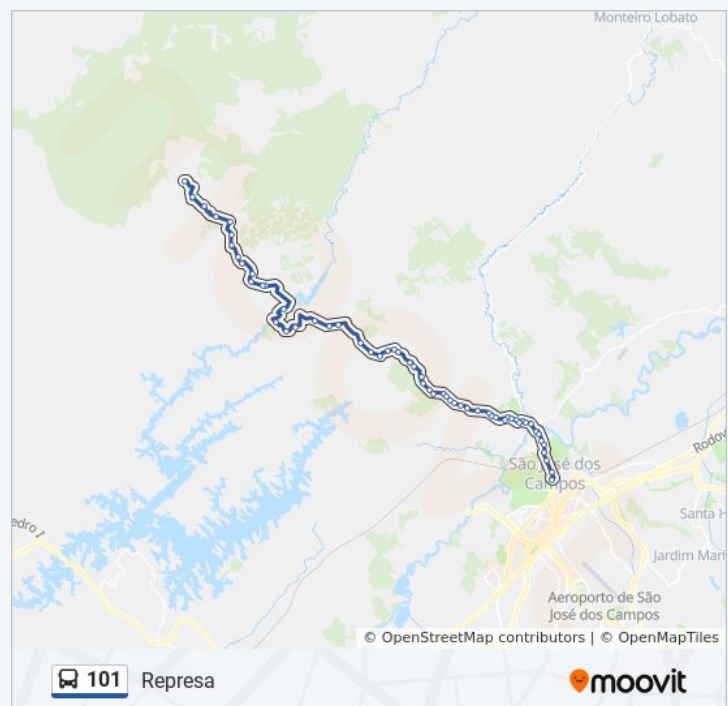 Monteiro Lobato
São José dos
Campos
Rodov
Santa H
edro I
Jardim Mari
Aeroporto de São
José dos Campos
© OpenStreetMap contributors | © OpenMapTiles
101 Represa
moovit